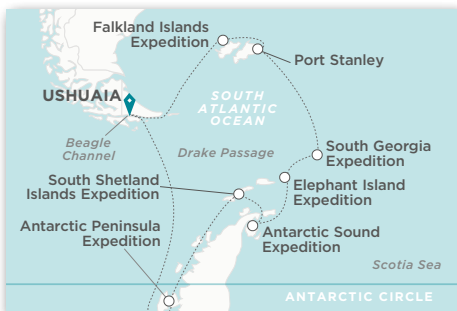 Falkland Islands
Expedition
Port Stanley
USHUAIA
SOUTH
ATLANTIC
OCEAN
Beagle
Channel
Drake Passage
South Georgia
Expedition
South Shetland
Islands Expedition
Elephant Island
Expedition
Antarctic Peninsula
Expedition
Antarctic Sound
Expedition
Scotia Sea
ANTARCTIC CIRCLE